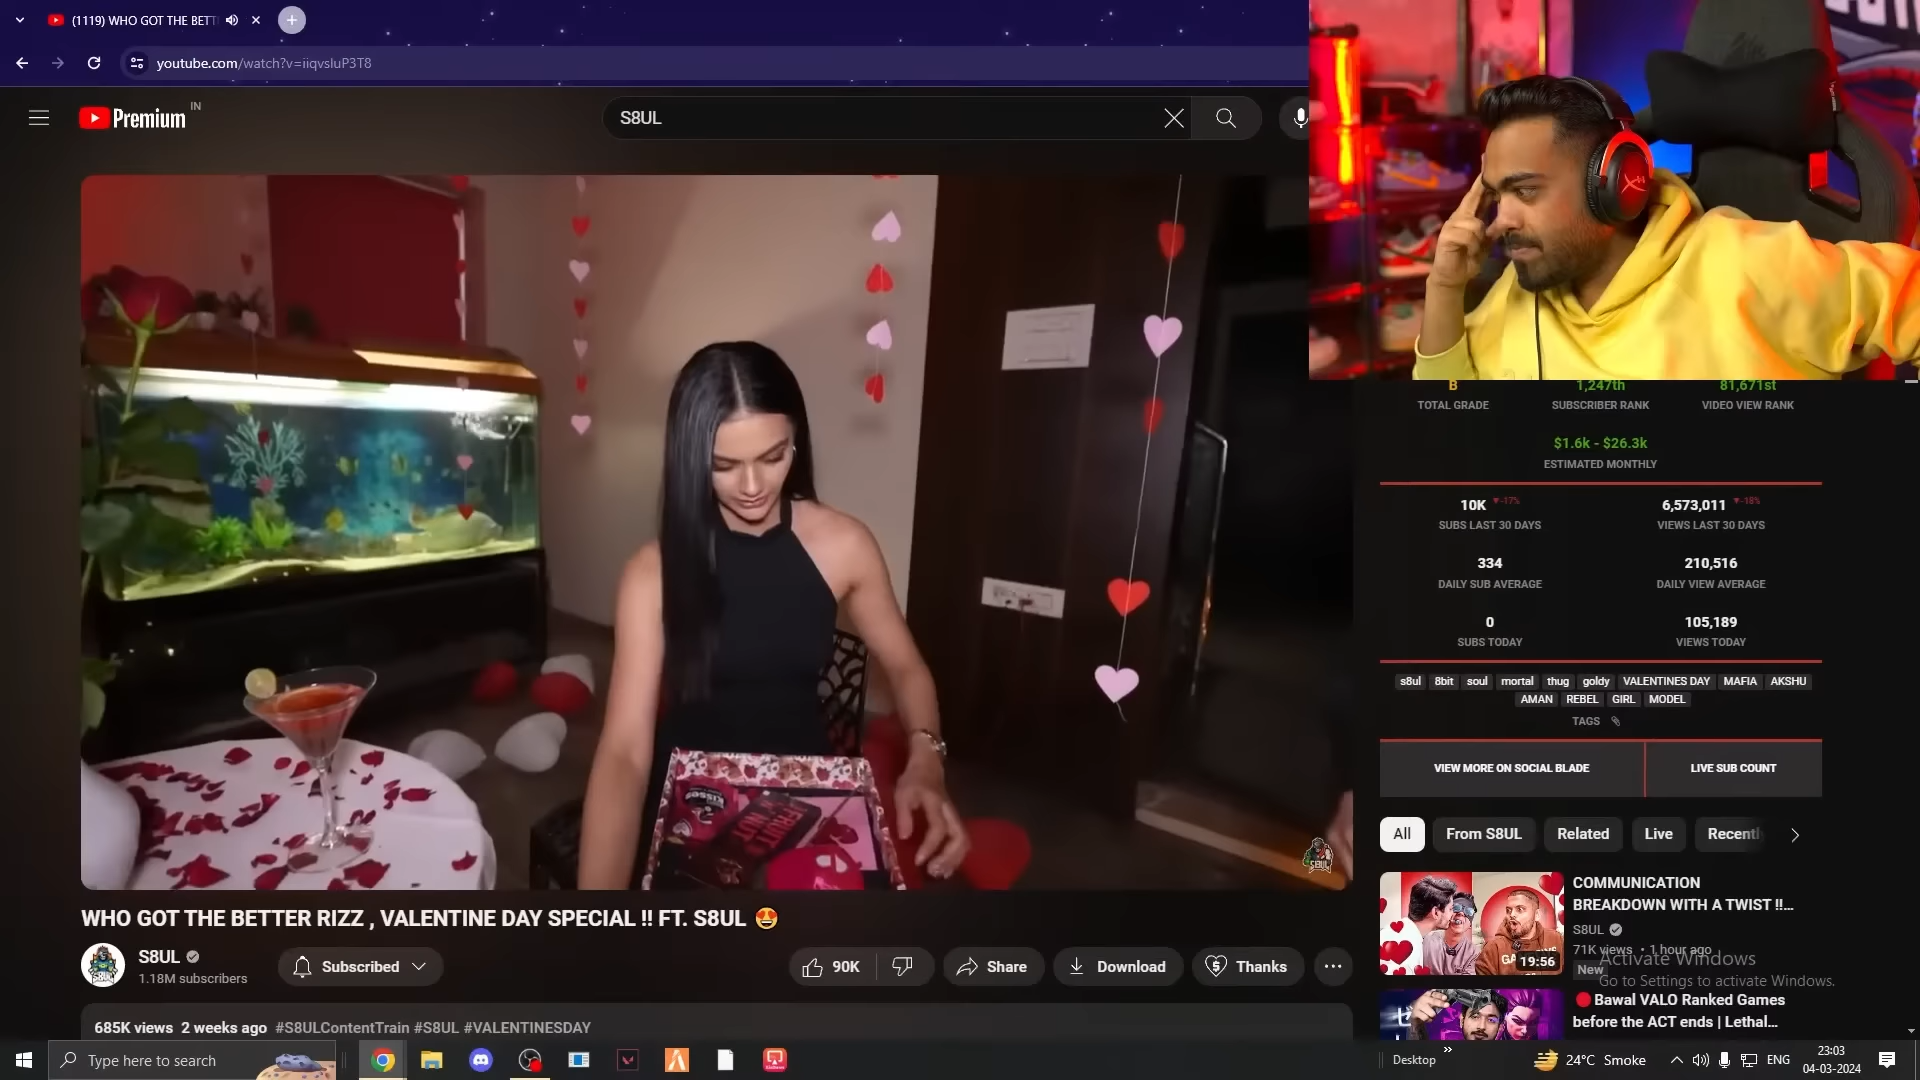 (1119) WHO GOT THE BETT
youtube.com/watch?v=iiqvsluP3T8
Premium IN
S8UL
B 1,247th 81,671st
TOTAL GRADE SUBSCRIBER RANK VIDEO VIEW RANK
$1.6k - $26.3k
ESTIMATED MONTHLY
10K -17% 6,573,011 -18%
SUBS LAST 30 DAYS VIEWS LAST 30 DAYS
334 210,516
DAILY SUB AVERAGE DAILY VIEW AVERAGE
0 105,189
SUBS TODAY VIEWS TODAY
s8ul 8bit soul mortal thug goldy VALENTINES DAY MAFIA AKSHU
AMAN REBEL GIRL MODEL
TAGS
VIEW MORE ON SOCIAL BLADE LIVE SUB COUNT
All From S8UL Related Live Recentl
FRUIT & NUT
S8UL
WHO GOT THE BETTER RIZZ , VALENTINE DAY SPECIAL !! FT. S8UL 😍
S8UL
1.18M subscribers
Subscribed
90K
Share
Download
Thanks
685K views 2 weeks ago #S8ULContentTrain #S8UL #VALENTINESDAY
COMMUNICATION
BREAKDOWN WITH A TWIST !!...
S8UL
71K views • 1 hour ago
New
19:56
Activate Windows
Go to Settings to activate Windows.
🔴Bawal VALO Ranked Games
before the ACT ends | Lethal...
Type here to search
Desktop
24°C Smoke
ENG
23:03
04-03-2024